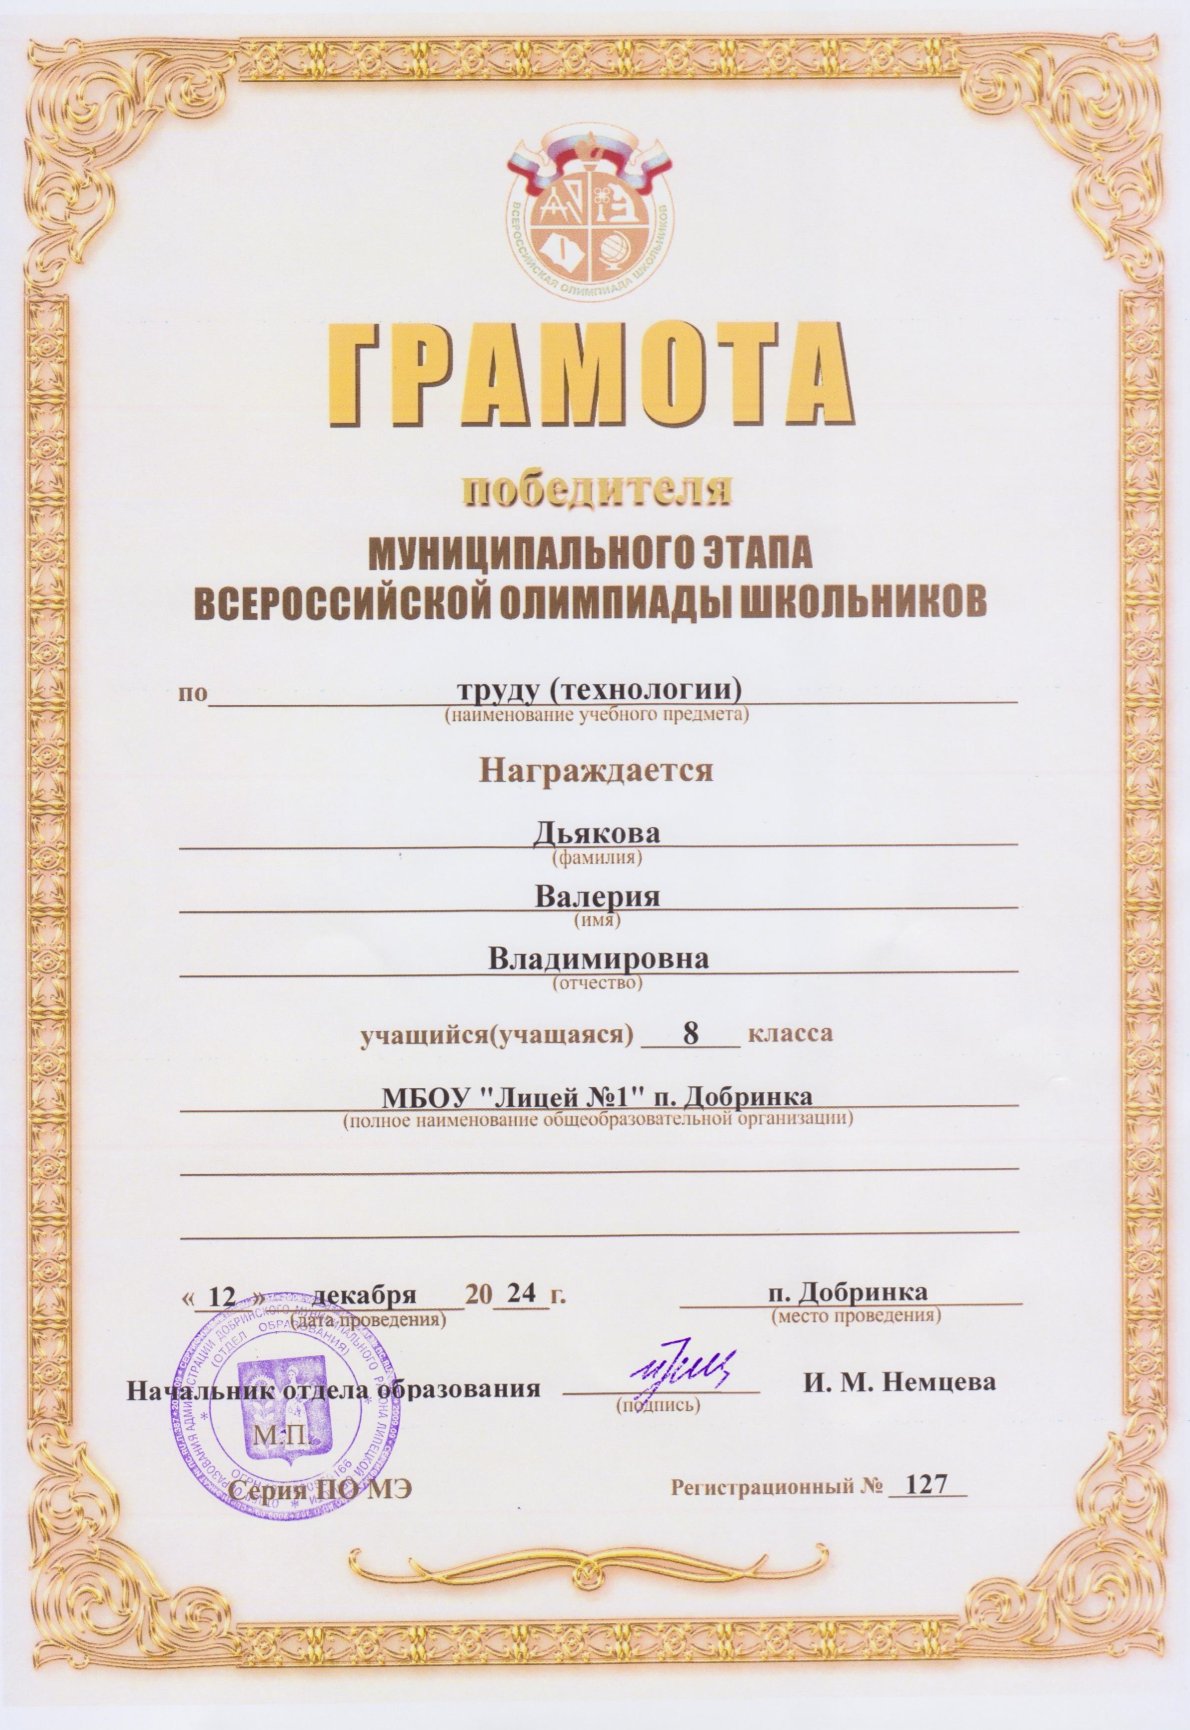 ВСЕРОССИЙСКАЯ ОЛИМПИАДА ШКОЛЬНИКОВ
ГРАМОТА
победителя
МУНИЦИПАЛЬНОГО ЭТАПА
ВСЕРОССИЙСКОЙ ОЛИМПИАДЫ ШКОЛЬНИКОВ
по труду (технологии)
(наименование учебного предмета)
Награждается
Дьякова
(фамилия)
Валерия
(имя)
Владимировна
(отчество)
учащийся(учащаяся) 8 класса
МБОУ "Лицей №1" п. Добринка
(полное наименование общеобразовательной организации)
« 12 » декабря 20 24 г. п. Добринка
(дата проведения) (место проведения)
Начальник отдела образования И. М. Немцева
(подпись)
М.П.
(ОТДЕЛ ОБРАЗОВАНИЯ)
Серия ПО МЭ Регистрационный № 127